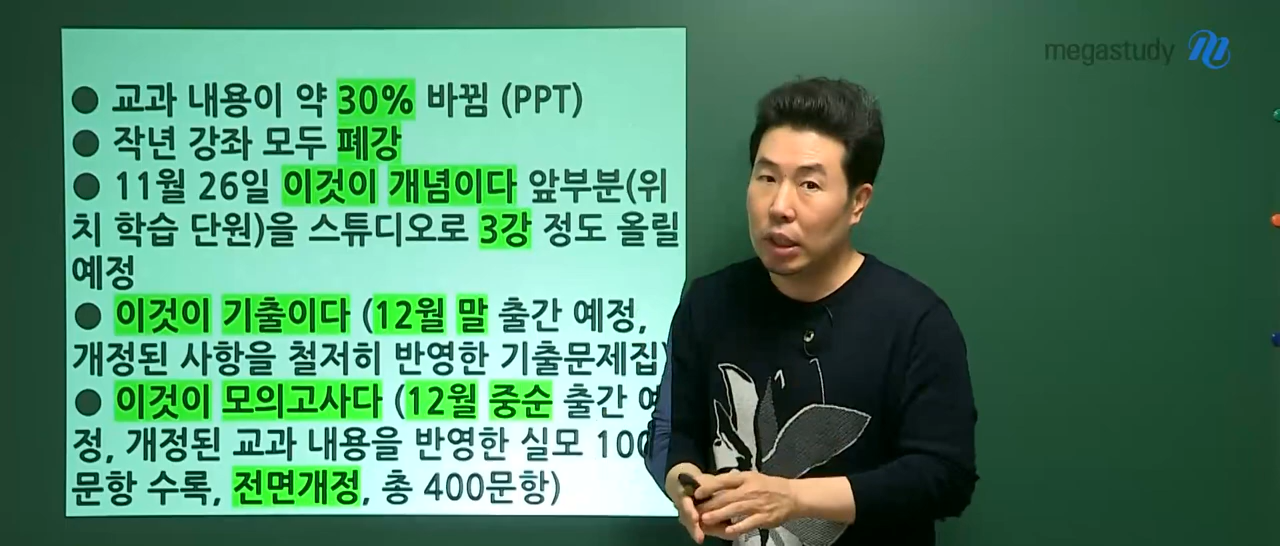 megastudy
● 교과 내용이 약 30% 바뀜 (PPT)
● 작년 강좌 모두 폐강
● 11월 26일 이것이 개념이다 앞부분(위
치 학습 단원)을 스튜디오로 3강 정도 올릴
예정
● 이것이 기출이다 (12월 말 출간 예정,
개정된 사항을 철저히 반영한 기출문제집)
● 이것이 모의고사다 (12월 중순 출간 예
정, 개정된 교과 내용을 반영한 실모 100
문항 수록, 전면개정, 총 400문항)